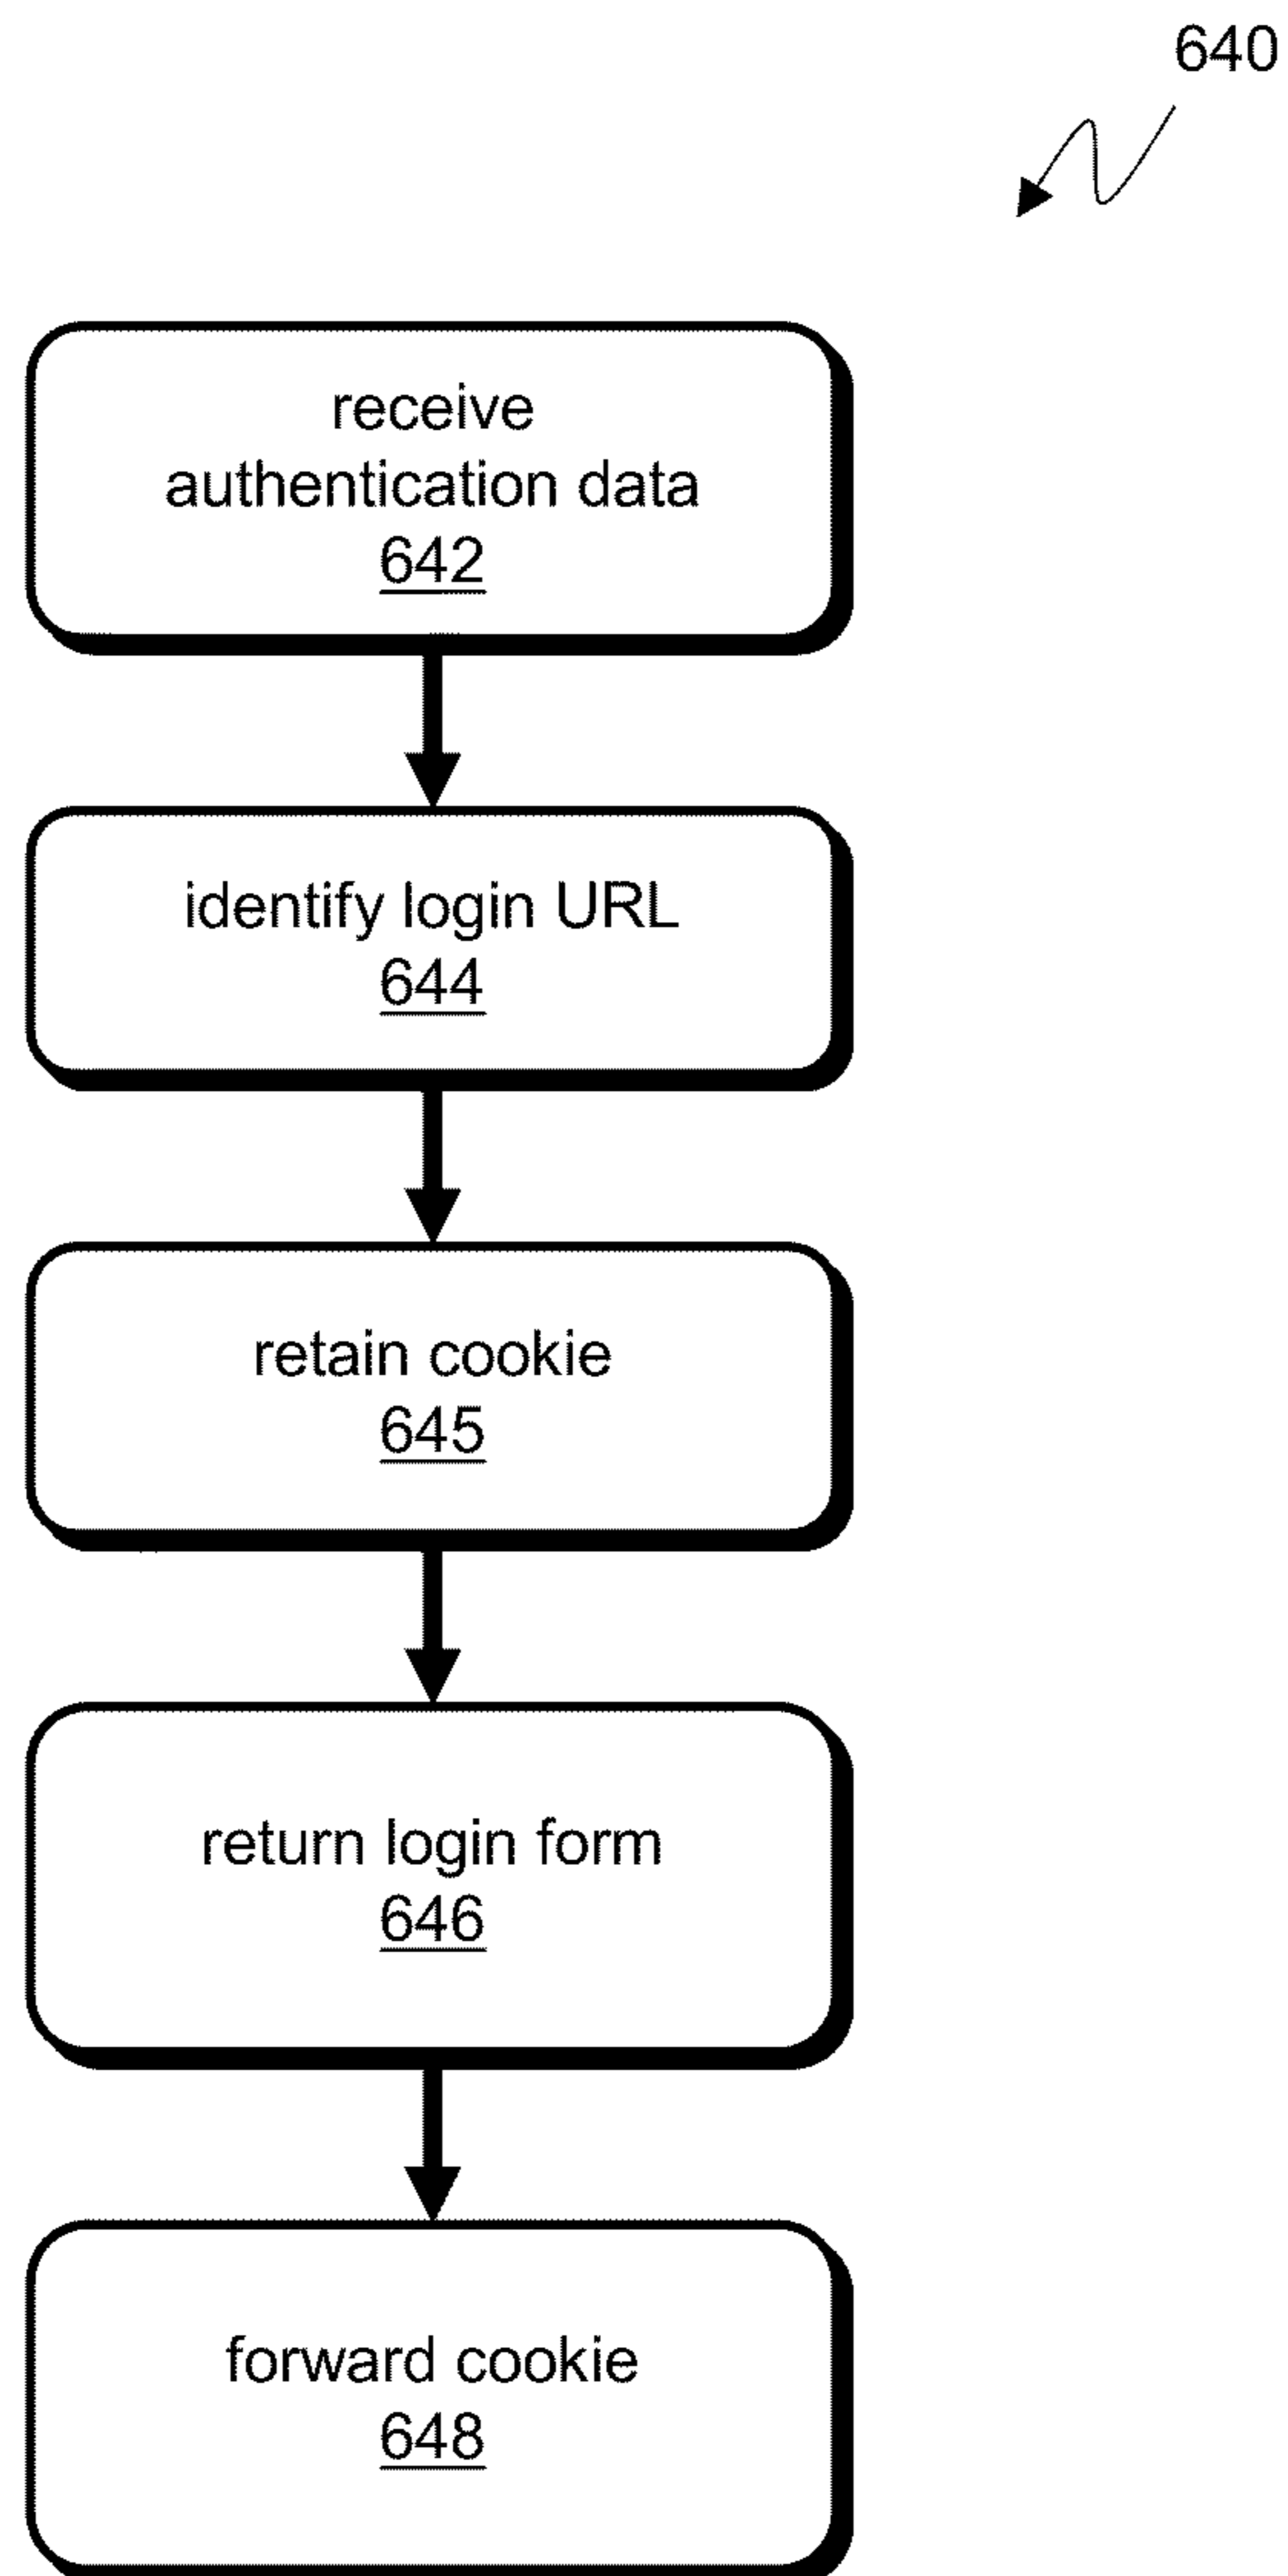 640
receive
authentication data
642
identify login URL
644
retain cookie
645
return login form
646
forward cookie
648